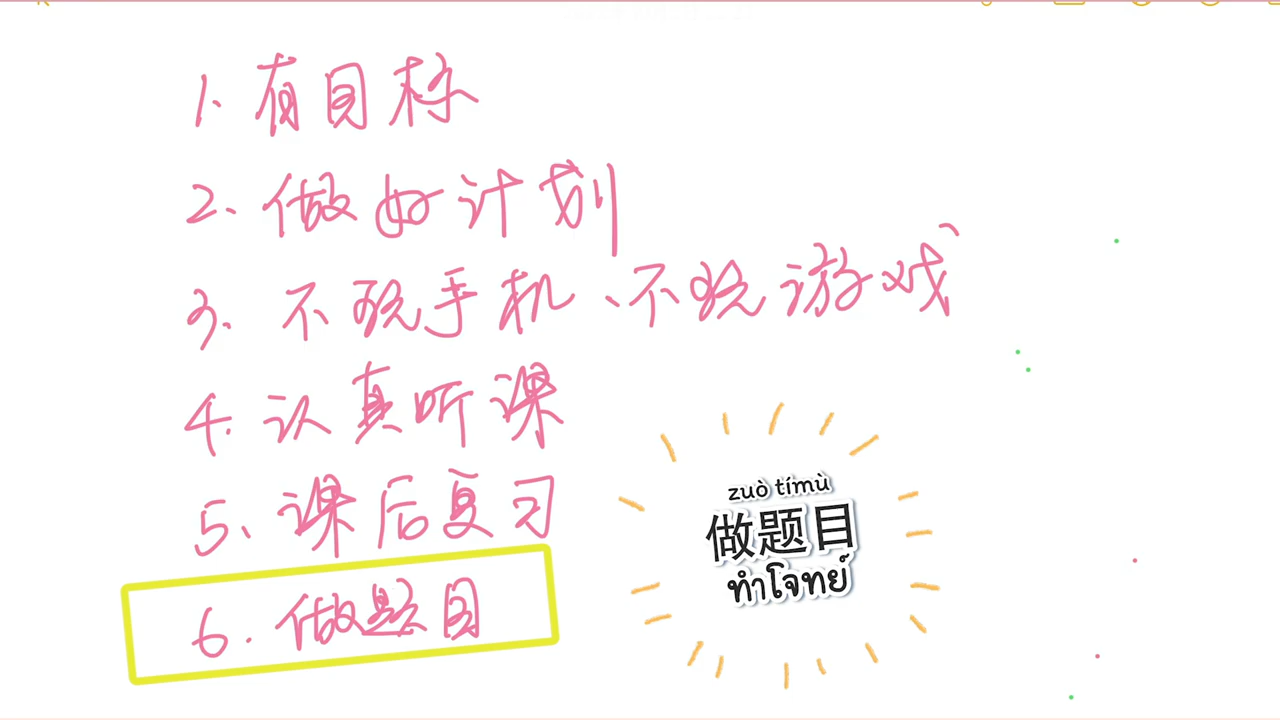 1. 有目标
2. 做好计划
3. 不玩手机、不玩游戏
4. 认真听课
5. 课后复习
6. 做题目
zuò tímù
做题目
ทำโจทย์